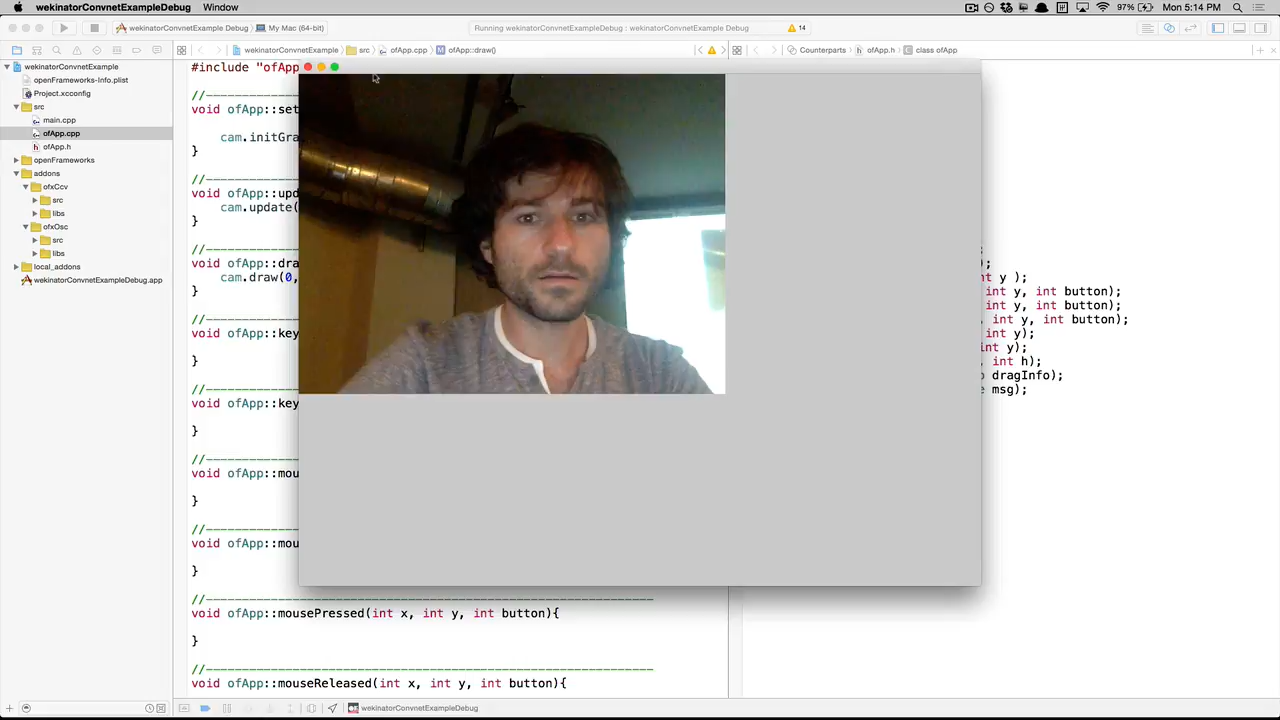 wekinatorConvnetExampleDebug Window 97% Mon 5:14 PM
wekinatorConvnetExample Debug My Mac (64-bit) Running wekinatorConvnetExampleDebug : wekinatorConvnetExampleDebug 14
wekinatorConvnetExample src ofApp.cpp ofApp::draw() Counterparts ofApp.h class ofApp
wekinatorConvnetExample
openFrameworks-Info.plist
Project.xcconfig
src
main.cpp
ofApp.cpp
ofApp.h
openFrameworks
addons
ofxCcv
src
libs
ofxOsc
src
libs
local_addons
wekinatorConvnetExampleDebug.app
#include "ofApp
//--------
void ofApp::set
cam.initGra
}
//--------
void ofApp::upd
cam.update(
}
//--------
void ofApp::dra
cam.draw(0,
}
//--------
void ofApp::key
}
//--------
void ofApp::key
}
//--------
void ofApp::mou
}
//--------
void ofApp::mou
}
//--------------------------------------------------------------
void ofApp::mousePressed(int x, int y, int button){
}
//--------------------------------------------------------------
void ofApp::mouseReleased(int x, int y, int button){
);
t y );
int y, int button);
int y, int button);
, int y, int button);
int y);
int y);
, int h);
dragInfo);
e msg);
wekinatorConvnetExampleDebug